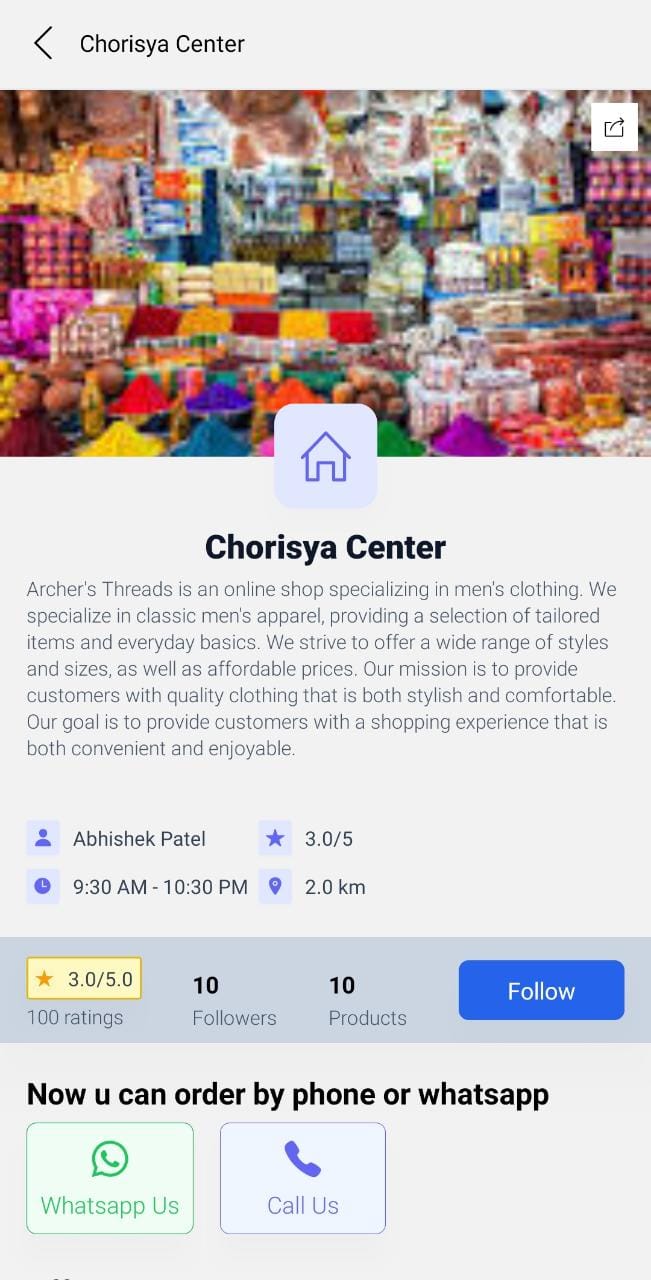 Chorisya Center
Chorisya Center
Archer's Threads is an online shop specializing in men's clothing. We
specialize in classic men's apparel, providing a selection of tailored
items and everyday basics. We strive to offer a wide range of styles
and sizes, as well as affordable prices. Our mission is to provide
customers with quality clothing that is both stylish and comfortable.
Our goal is to provide customers with a shopping experience that is
both convenient and enjoyable.
Abhishek Patel
3.0/5
9:30 AM - 10:30 PM
2.0 km
3.0/5.0
10
10
Follow
100 ratings
Followers
Products
Now u can order by phone or whatsapp
Whatsapp Us
Call Us